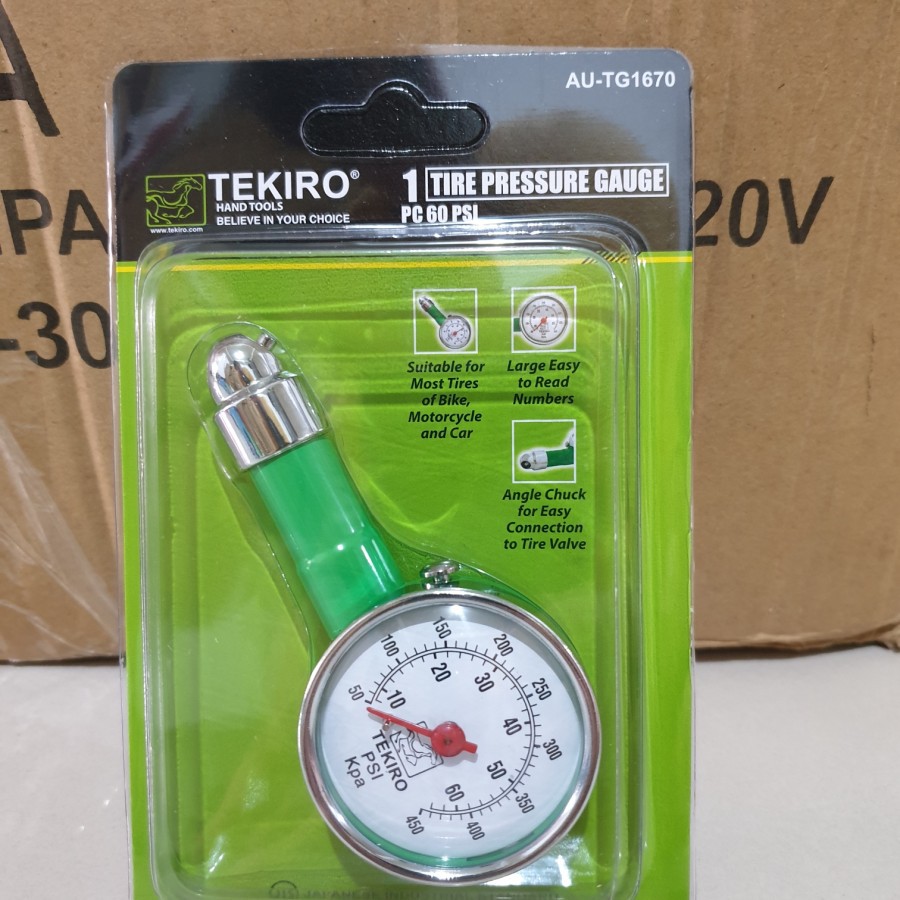 A
IPA
20V
-30
AU-TG1670
TEKIRO®
HAND TOOLS
BELIEVE IN YOUR CHOICE
www.tekiro.com
1 TIRE PRESSURE GAUGE
PC 60 PSI
Suitable for
Most Tires
of Bike,
Motorcycle
and Car
Large Easy
to Read
Numbers
Angle Chuck
for Easy
Connection
to Tire Valve
50 100 150 200 250 300 350 400 450
10 20 30 40 50 60
TEKIRO
PSI
Kpa